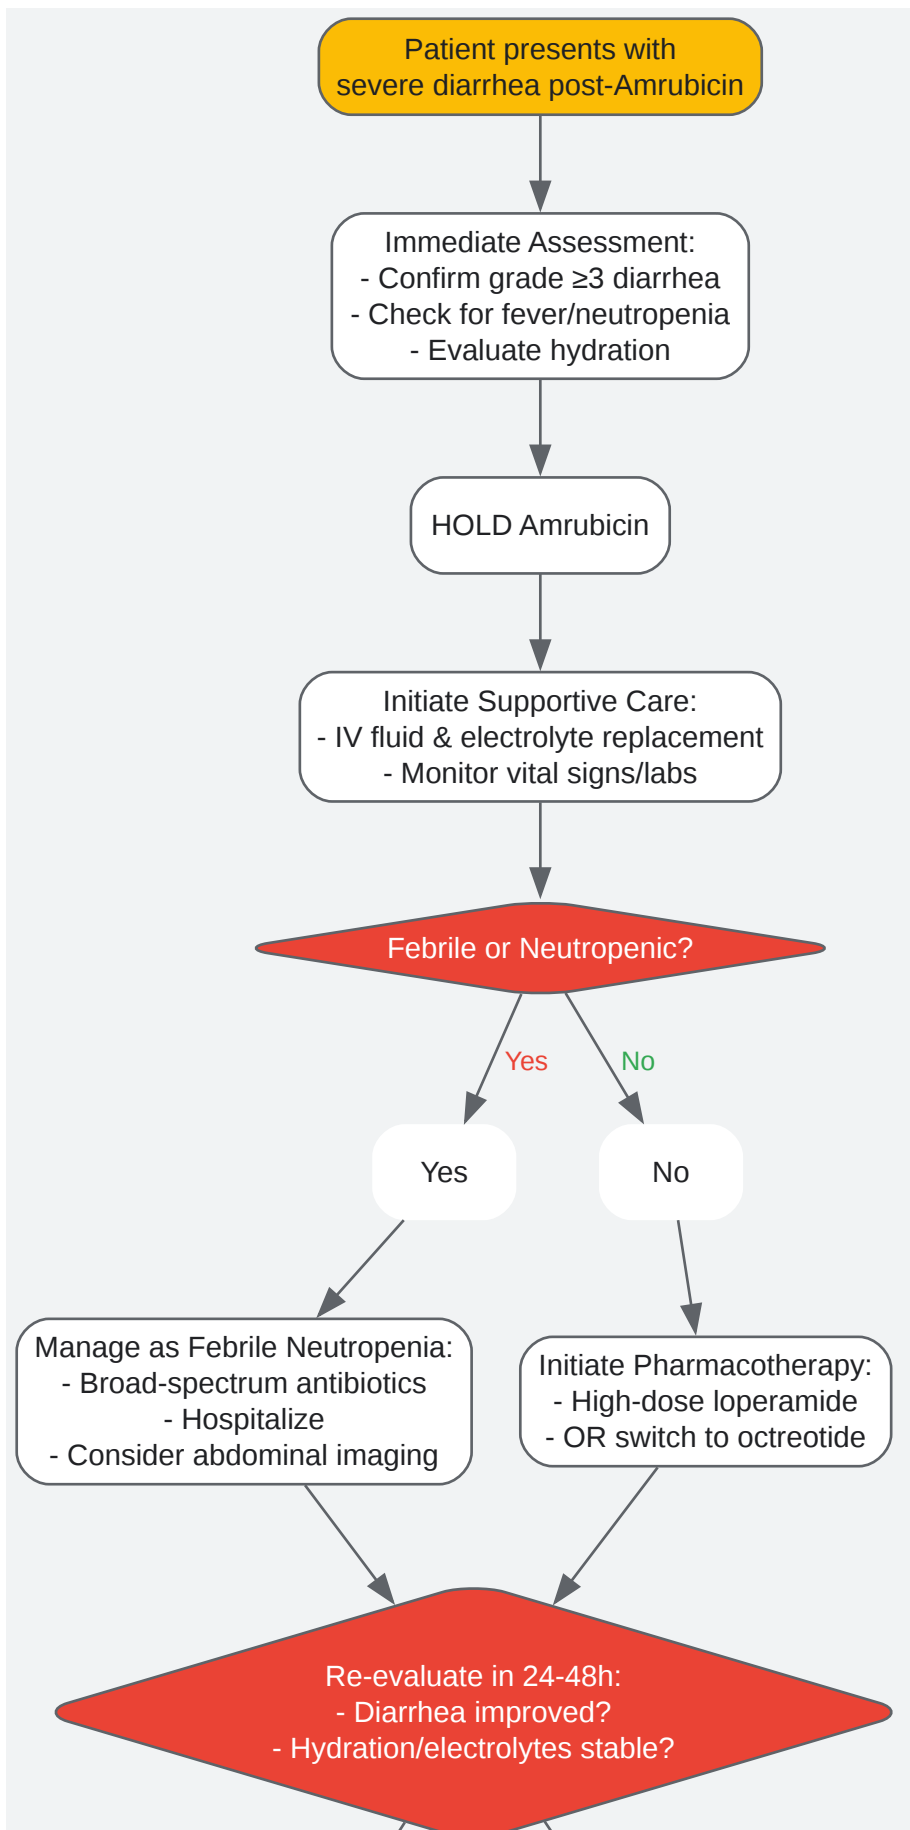 Patient presents with
severe diarrhea post-Amrubicin
Immediate Assessment:
- Confirm grade ≥3 diarrhea
- Check for fever/neutropenia
- Evaluate hydration
HOLD Amrubicin
Initiate Supportive Care:
- IV fluid & electrolyte replacement
- Monitor vital signs/labs
Febrile or Neutropenic?
Yes
No
Yes
No
Manage as Febrile Neutropenia:
- Broad-spectrum antibiotics
- Hospitalize
- Consider abdominal imaging
Initiate Pharmacotherapy:
- High-dose loperamide
- OR switch to octreotide
Re-evaluate in 24-48h:
- Diarrhea improved?
- Hydration/electrolytes stable?